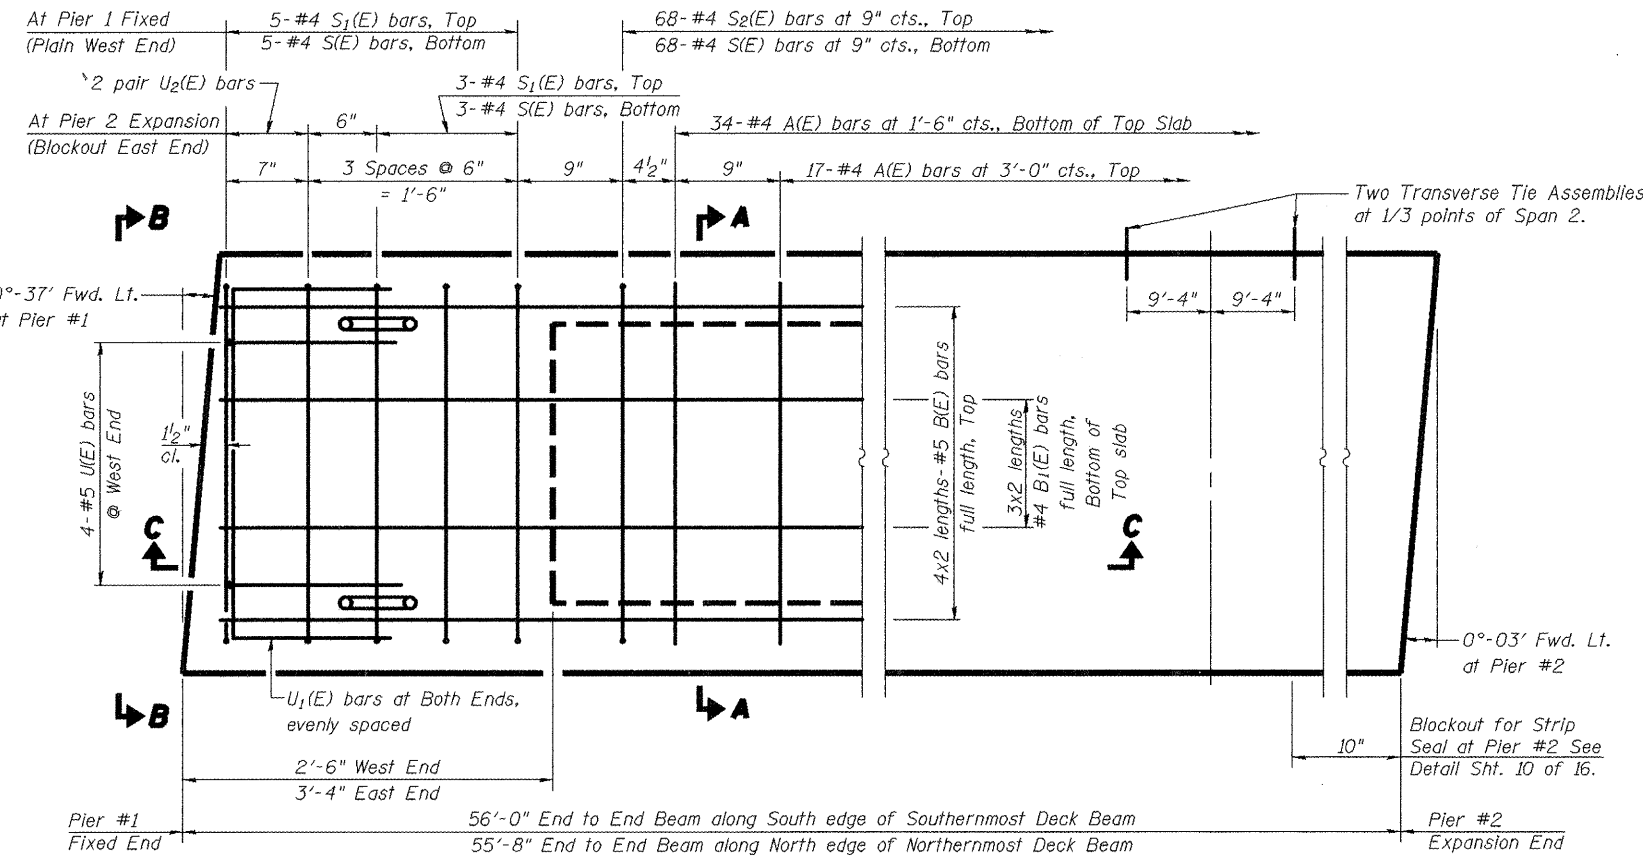 At Pier 1 Fixed
(Plain West End)
5-#4 S1(E) bars, Top
5-#4 S(E) bars, Bottom
68-#4 S2(E) bars at 9" cts., Top
68-#4 S(E) bars at 9" cts., Bottom
2 pair U2(E) bars
3-#4 S1(E) bars, Top
3-#4 S(E) bars, Bottom
At Pier 2 Expansion
(Blockout East End)
6"
34-#4 A(E) bars at 1'-6" cts., Bottom of Top Slab
7"
3 Spaces @ 6"
= 1'-6"
9"
4½"
9"
17-#4 A(E) bars at 3'-0" cts., Top
Two Transverse Tie Assemblies
at 1/3 points of Span 2.
B
A
0°-37' Fwd. Lt.
at Pier #1
9'-4"
9'-4"
4-#5 U(E) bars
@ West End
1½"
cl.
4x2 lengths-#5 B(E) bars
full length, Top
3x2 lengths
#4 B1(E) bars
full length,
Bottom of
Top slab
C
C
0°-03' Fwd. Lt.
at Pier #2
B
U1(E) bars at Both Ends,
evenly spaced
A
10"
Blockout for Strip
Seal at Pier #2 See
Detail Sht. 10 of 16.
2'-6" West End
3'-4" East End
Pier #1
Fixed End
56'-0" End to End Beam along South edge of Southernmost Deck Beam
55'-8" End to End Beam along North edge of Northernmost Deck Beam
Pier #2
Expansion End